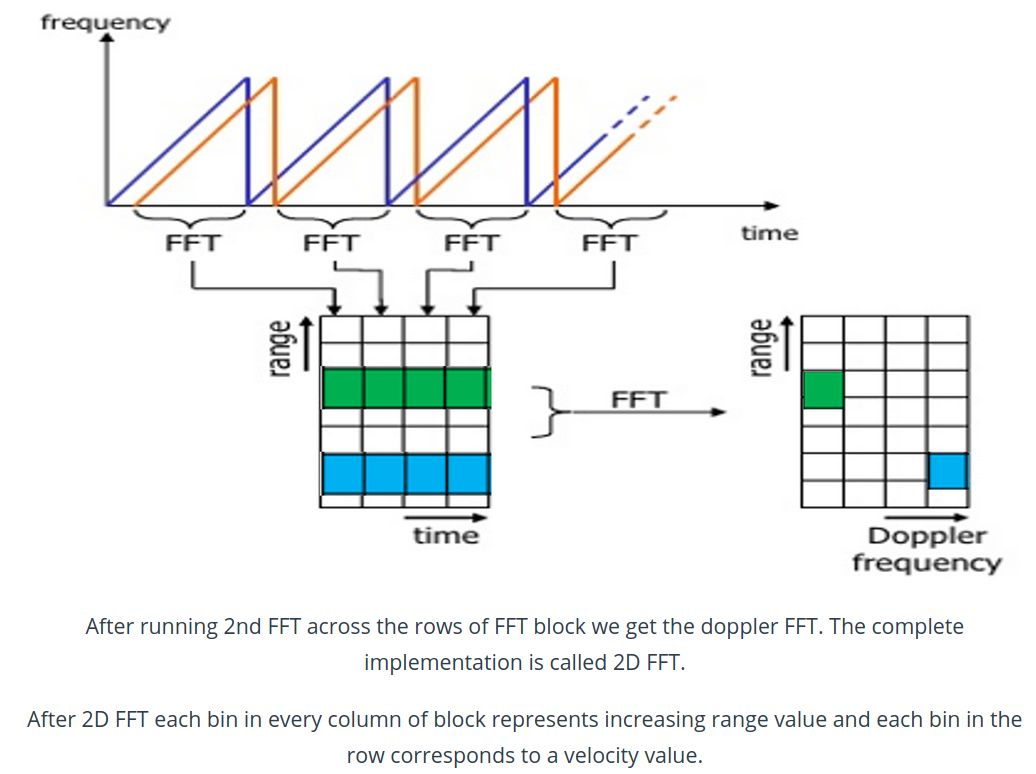 frequency
time
FFT FFT FFT FFT
range
FFT
range
time
Doppler
frequency
After running 2nd FFT across the rows of FFT block we get the doppler FFT. The complete
implementation is called 2D FFT.
After 2D FFT each bin in every column of block represents increasing range value and each bin in the
row corresponds to a velocity value.